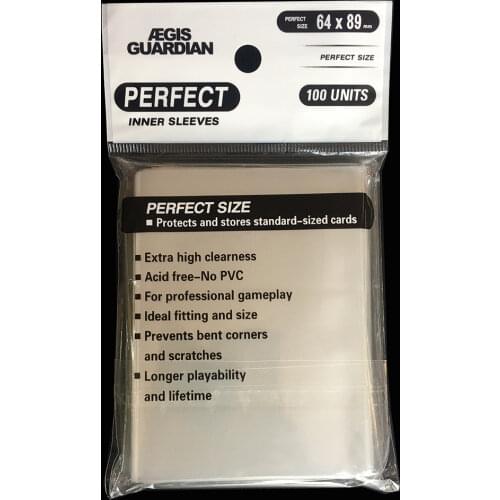 ÆGIS
GUARDIAN
PERFECT
SIZE
64 x 89 mm
PERFECT SIZE
PERFECT
100 UNITS
INNER SLEEVES
PERFECT SIZE
■ Protects and stores standard-sized cards
■ Extra high clearness
■ Acid free-No PVC
■ For professional gameplay
■ Ideal fitting and size
■ Prevents bent corners
and scratches
■ Longer playability
and lifetime